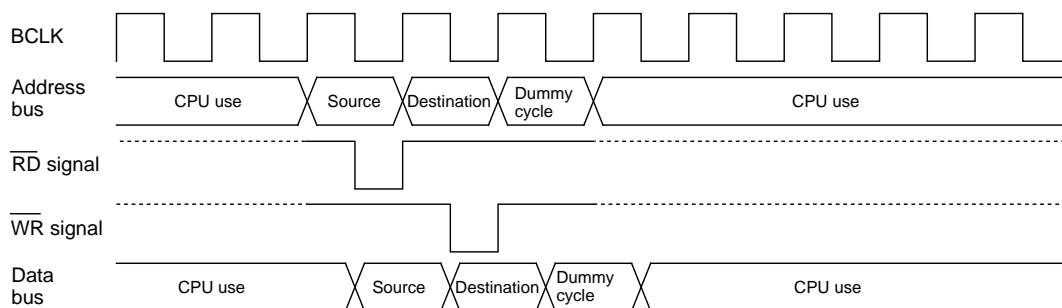 BCLK
Address
bus
CPU use
Source
Destination
Dummy
cycle
CPU use
RD signal
WR signal
Data
bus
CPU use
Source
Destination
Dummy
cycle
CPU use